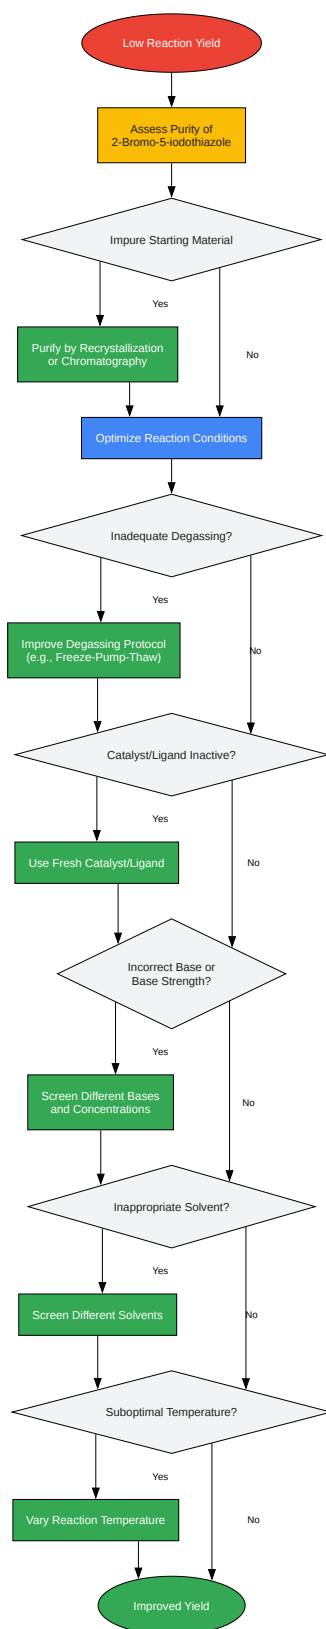 Low Reaction Yield
Assess Purity of
2-Bromo-5-iodothiazole
Impure Starting Material
Yes
Purify by Recrystallization
or Chromatography
No
Optimize Reaction Conditions
Inadequate Degassing?
Yes
Improve Degassing Protocol
(e.g., Freeze-Pump-Thaw)
No
Catalyst/Ligand Inactive?
Yes
Use Fresh Catalyst/Ligand
No
Incorrect Base or
Base Strength?
Yes
Screen Different Bases
and Concentrations
No
Inappropriate Solvent?
Yes
Screen Different Solvents
No
Suboptimal Temperature?
Yes
Vary Reaction Temperature
No
Improved Yield